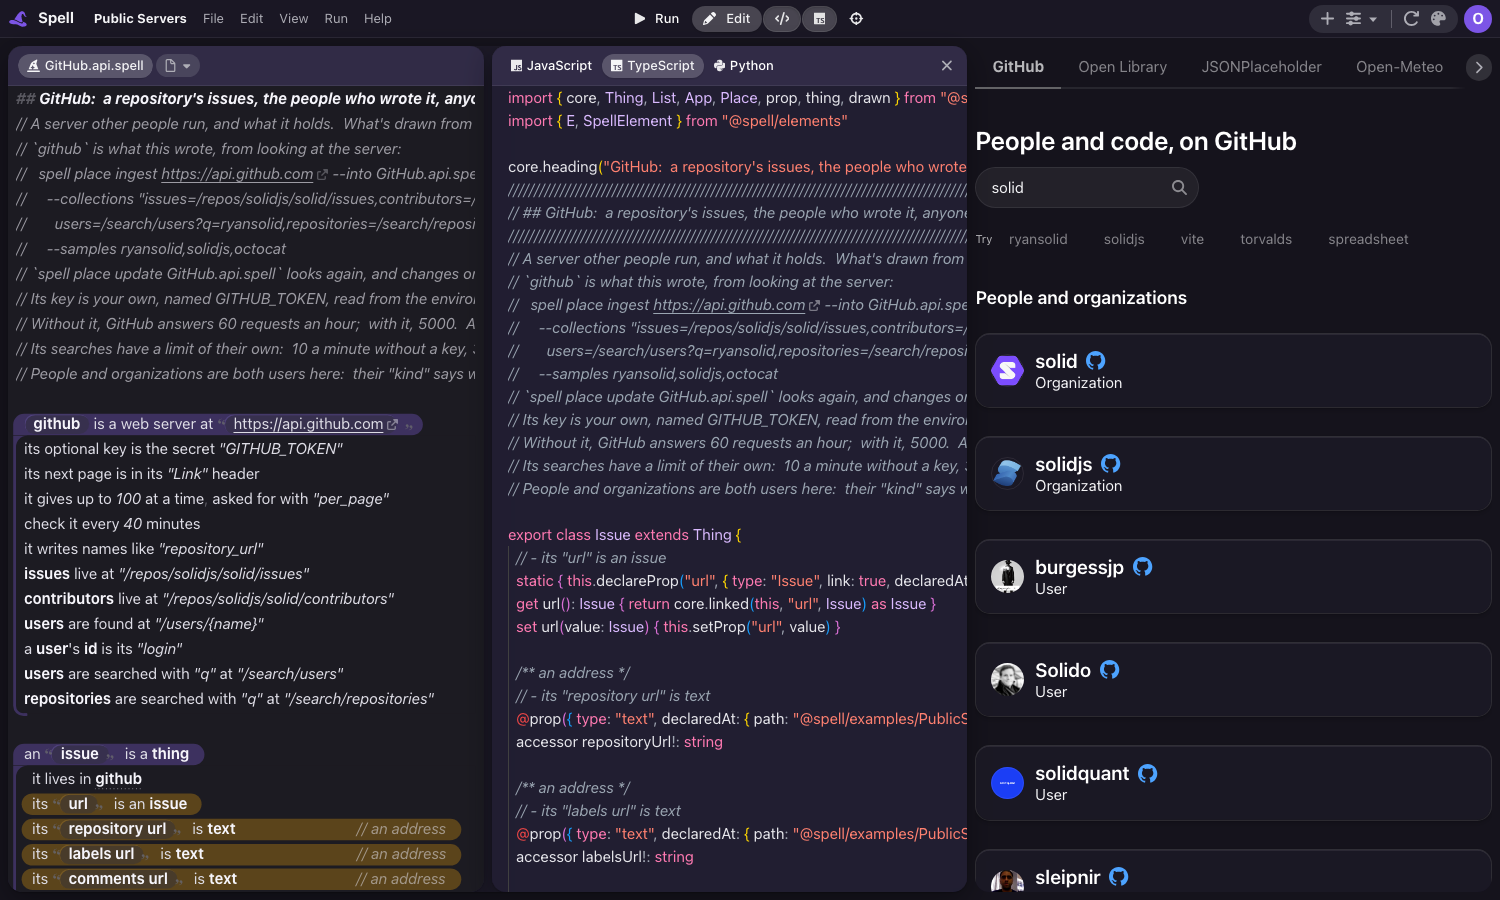 Spell Public Servers File Edit View Run Help
Run Edit
O
GitHub.api.spell
## GitHub:  a repository's issues, the people who wrote it, anyo
// A server other people run, and what it holds.  What's drawn from
// `github` is what this wrote, from looking at the server:
//   spell place ingest https://api.github.com --into GitHub.api.spe
//     --collections "issues=/repos/solidjs/solid/issues,contributors=/
//       users=/search/users?q=ryansolid,repositories=/search/reposi
//     --samples ryansolid,solidjs,octocat
// `spell place update GitHub.api.spell` looks again, and changes or
// Its key is your own, named GITHUB_TOKEN, read from the enviror
// Without it, GitHub answers 60 requests an hour;  with it, 5000.  A
// Its searches have a limit of their own:  10 a minute without a key,
// People and organizations are both users here:  their "kind" says w
github is a web server at “ https://api.github.com ”
its optional key is the secret "GITHUB_TOKEN"
its next page is in its "Link" header
it gives up to 100 at a time, asked for with "per_page"
check it every 40 minutes
it writes names like "repository_url"
issues live at "/repos/solidjs/solid/issues"
contributors live at "/repos/solidjs/solid/contributors"
users are found at "/users/{name}"
a user's id is its "login"
users are searched with "q" at "/search/users"
repositories are searched with "q" at "/search/repositories"
an “ issue ” is a thing
it lives in github
its “ url ” is an issue
its “ repository url ” is text // an address
its “ labels url ” is text // an address
its “ comments url ” is text // an address
JS JavaScript TS TypeScript Python
import { core, Thing, List, App, Place, prop, thing, drawn } from "@s
import { E, SpellElement } from "@spell/elements"
core.heading("GitHub:  a repository's issues, the people who wrote
// ## GitHub:  a repository's issues, the people who wrote it, anyone
// A server other people run, and what it holds.  What's drawn from
// `github` is what this wrote, from looking at the server:
//   spell place ingest https://api.github.com --into GitHub.api.spe
//     --collections "issues=/repos/solidjs/solid/issues,contributors=/
//       users=/search/users?q=ryansolid,repositories=/search/reposi
//     --samples ryansolid,solidjs,octocat
// `spell place update GitHub.api.spell` looks again, and changes or
// Its key is your own, named GITHUB_TOKEN, read from the enviror
// Without it, GitHub answers 60 requests an hour;  with it, 5000.  A
// Its searches have a limit of their own:  10 a minute without a key,
// People and organizations are both users here:  their "kind" says w
export class Issue extends Thing {
// - its "url" is an issue
static { this.declareProp("url", { type: "Issue", link: true, declaredAt
get url(): Issue { return core.linked(this, "url", Issue) as Issue }
set url(value: Issue) { this.setProp("url", value) }
/** an address */
// - its "repository url" is text
@prop({ type: "text", declaredAt: { path: "@spell/examples/PublicS
accessor repositoryUrl!: string
/** an address */
// - its "labels url" is text
@prop({ type: "text", declaredAt: { path: "@spell/examples/PublicS
accessor labelsUrl!: string
GitHub Open Library JSONPlaceholder Open-Meteo
People and code, on GitHub
solid
Try ryansolid solidjs vite torvalds spreadsheet
People and organizations
solid
Organization
solidjs
Organization
burgessjp
User
Solido
User
solidquant
User
sleipnir